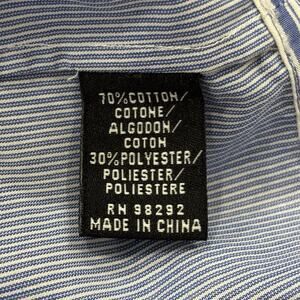 70%COTTON/
COTONE/
ALGODON/
COTON
30%POLYESTER/
POLIESTER/
POLIESTERE
RN 98292
MADE IN CHINA